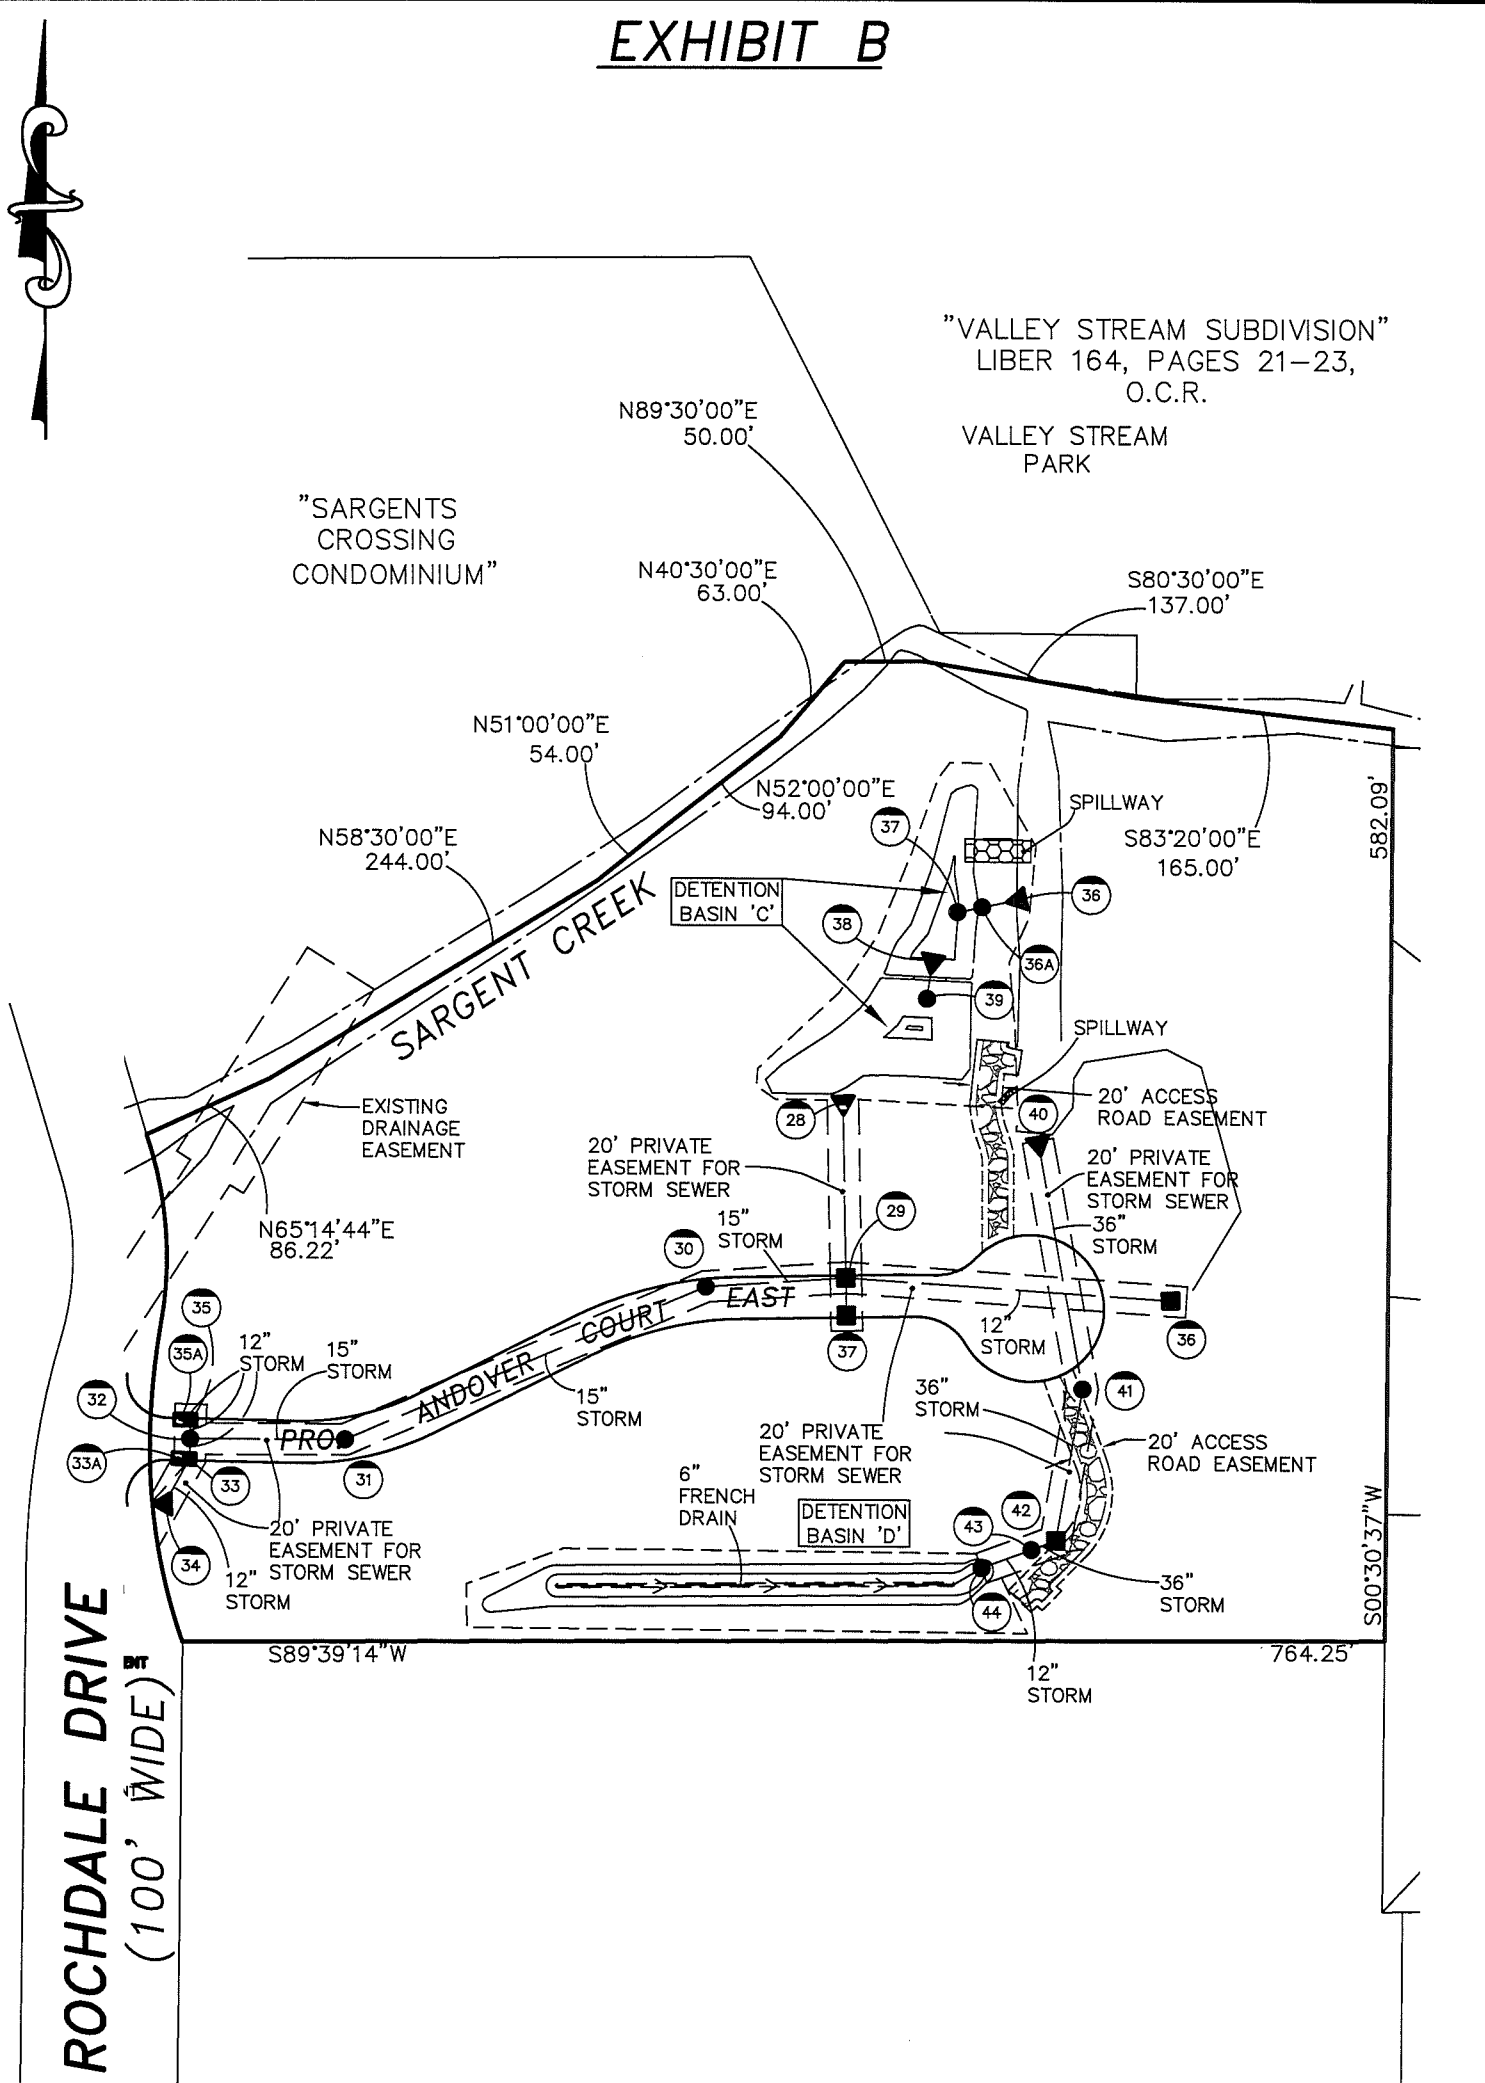 EXHIBIT B
"VALLEY STREAM SUBDIVISION"
LIBER 164, PAGES 21-23,
O.C.R.
VALLEY STREAM
PARK
N89°30'00"E
50.00'
"SARGENTS
CROSSING
CONDOMINIUM"
N40°30'00"E
63.00'
S80°30'00"E
137.00'
N51°00'00"E
54.00'
N52°00'00"E
94.00'
SPILLWAY
37
S83°20'00"E
165.00'
582.09'
N58°30'00"E
244.00'
DETENTION
BASIN 'C'
36
38
36A
39
SARGENT CREEK
SPILLWAY
EXISTING
DRAINAGE
EASEMENT
28
40
20' ACCESS
ROAD EASEMENT
20' PRIVATE
EASEMENT FOR
STORM SEWER
20' PRIVATE
EASEMENT FOR
STORM SEWER
N65°14'44"E
86.22'
15"
STORM
29
30
36"
STORM
EAST
35
35A
12"
STORM
15"
STORM
COURT
12"
STORM
37
36
32
ANDOVER
15"
STORM
36"
STORM
41
33A
PRO.
33
31
20' PRIVATE
EASEMENT FOR
STORM SEWER
20' ACCESS
ROAD EASEMENT
6"
FRENCH
DRAIN
DETENTION
BASIN 'D'
43
42
S00°30'37"W
34
20' PRIVATE
EASEMENT FOR
STORM SEWER
12"
STORM
44
36"
STORM
S89°39'14"W
764.25'
12"
STORM
ROCHDALE DRIVE
(100' WIDE)